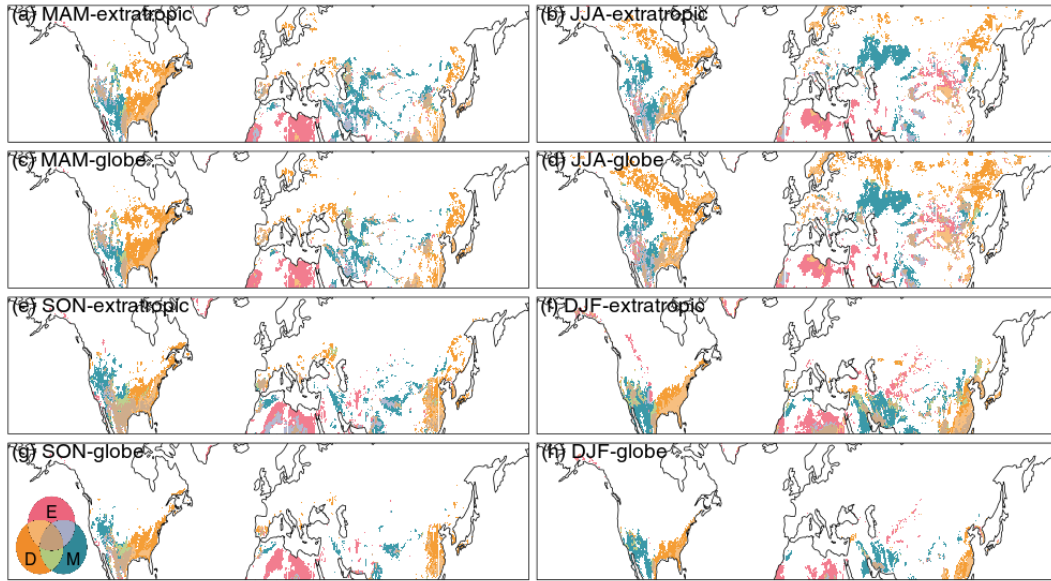 (a) MAM-extratropic
(b) JJA-extratropic
(c) MAM-globe
(d) JJA-globe
(e) SON-extratropic
(f) DJF-extratropic
(g) SON-globe
(h) DJF-globe
E
D
M